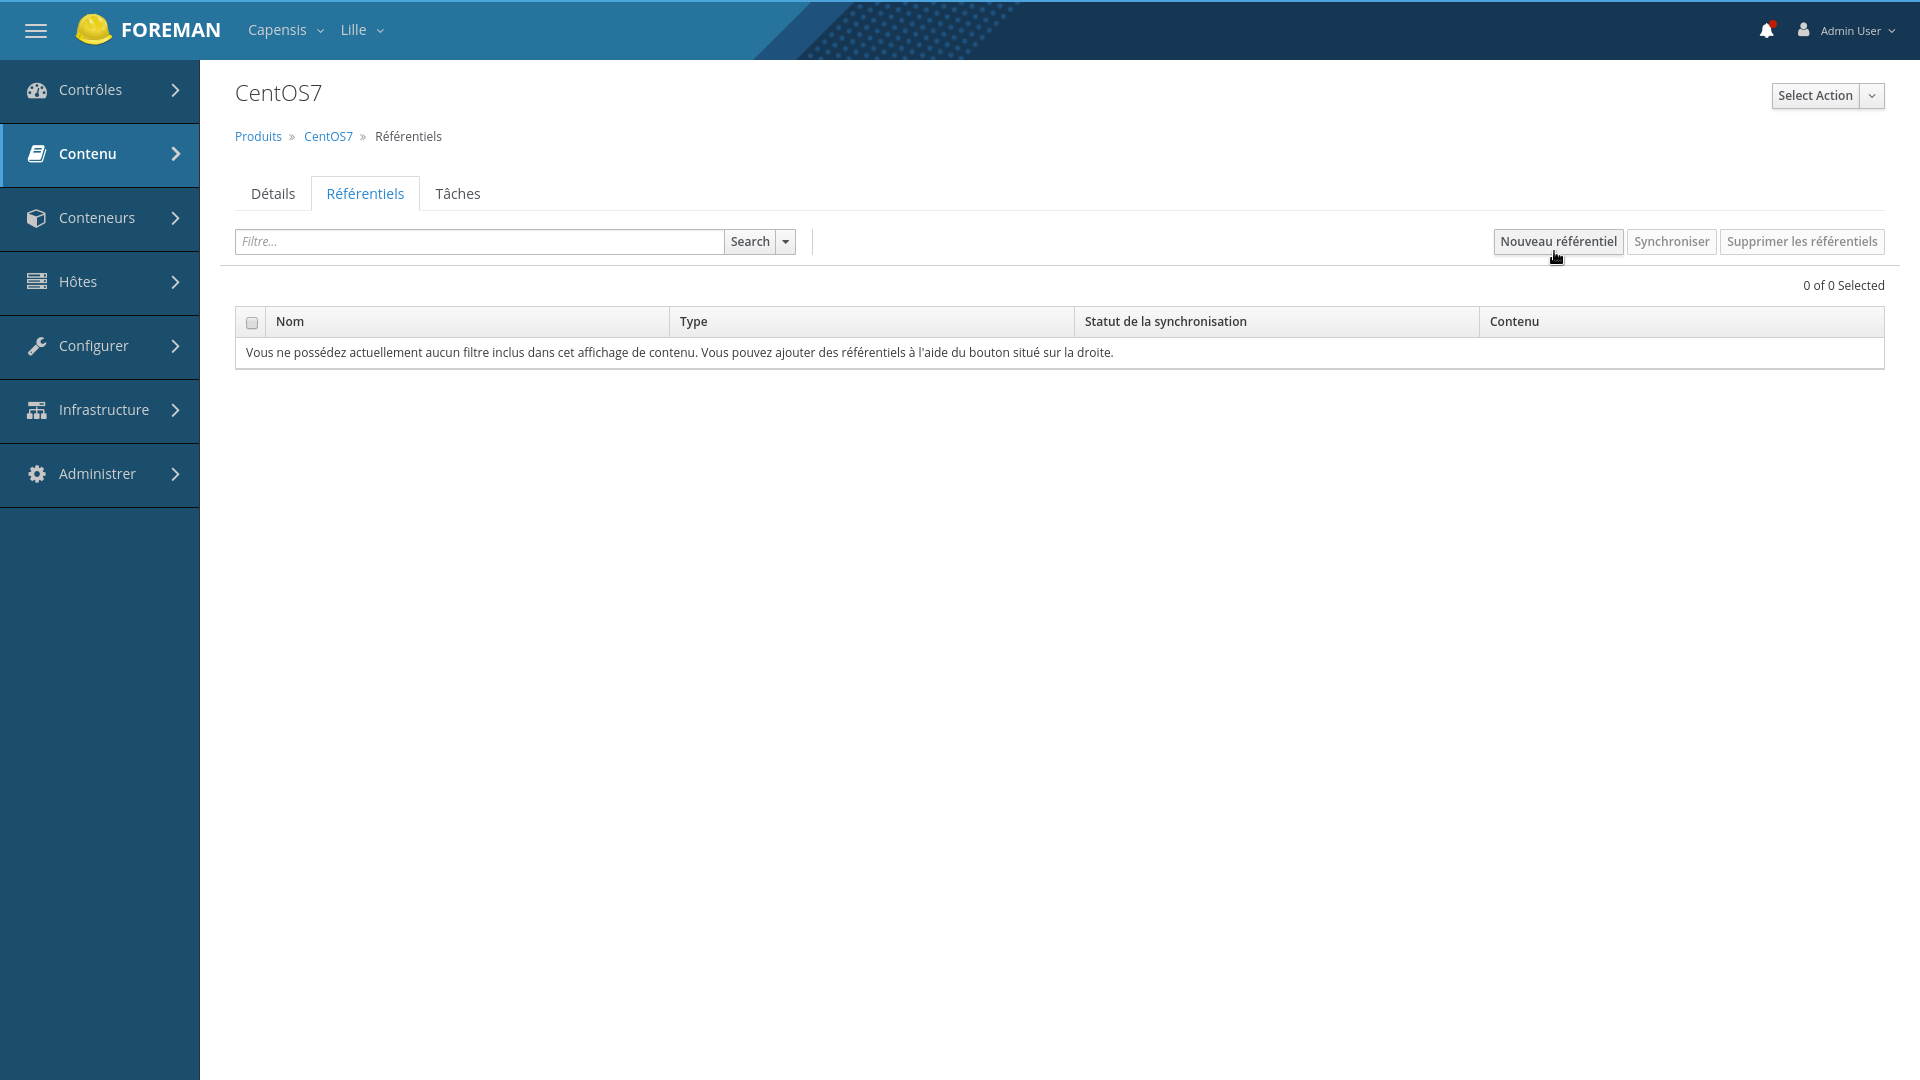 FOREMAN Capensis Lille Admin User
Contrôles
Contenu
Conteneurs
Hôtes
Configurer
Infrastructure
Administrer
CentOS7
Select Action
Produits » CentOS7 » Référentiels
Détails Référentiels Tâches
Filtre... Search Nouveau référentiel Synchroniser Supprimer les référentiels
0 of 0 Selected
Nom Type Statut de la synchronisation Contenu
Vous ne possédez actuellement aucun filtre inclus dans cet affichage de contenu. Vous pouvez ajouter des référentiels à l'aide du bouton situé sur la droite.